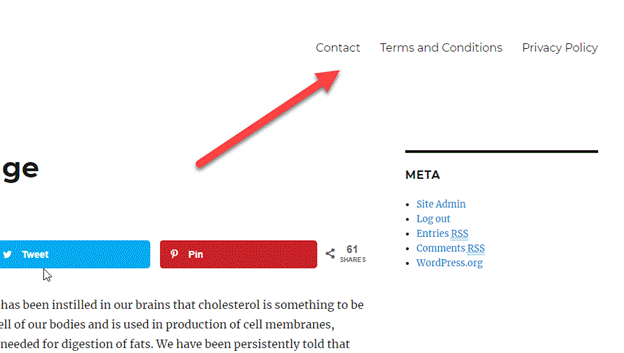 Contact Terms and Conditions Privacy Policy
ge
META
Site Admin
Log out
Entries RSS
Comments RSS
WordPress.org
Tweet
Pin
61
SHARES
has been instilled in our brains that cholesterol is something to be
ell of our bodies and is used in production of cell membranes,
needed for digestion of fats. We have been persistently told that